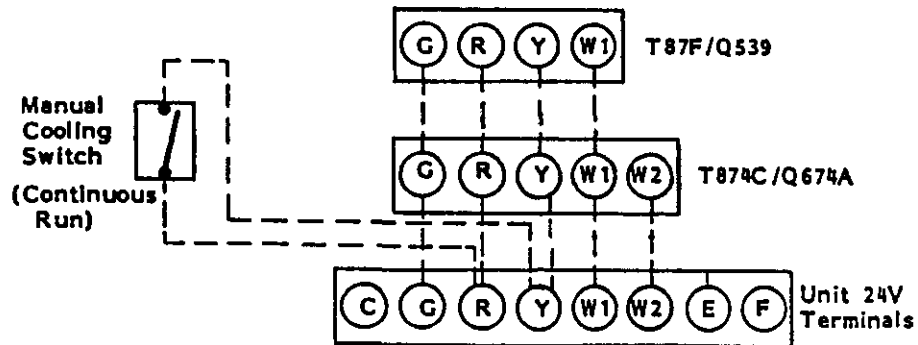 G R Y W1 T87F/Q539
Manual
Cooling
Switch
(Continuous
Run)
G R Y W1 W2 T874C/Q674A
C G R Y W1 W2 E F
Unit 24V
Terminals